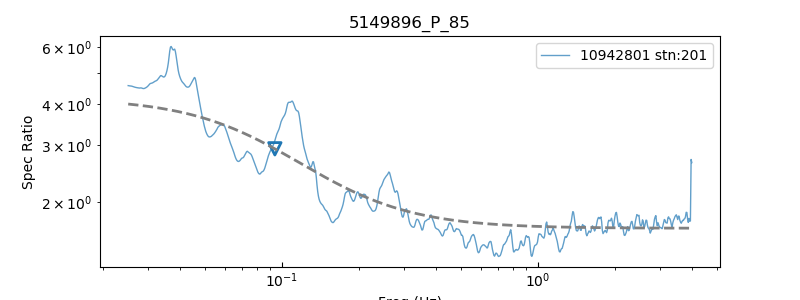 5149896_P_85
10942801 stn:201
Spec Ratio
6 × 10⁰
4 × 10⁰
3 × 10⁰
2 × 10⁰
10⁻¹
10⁰
Freq (Hz)